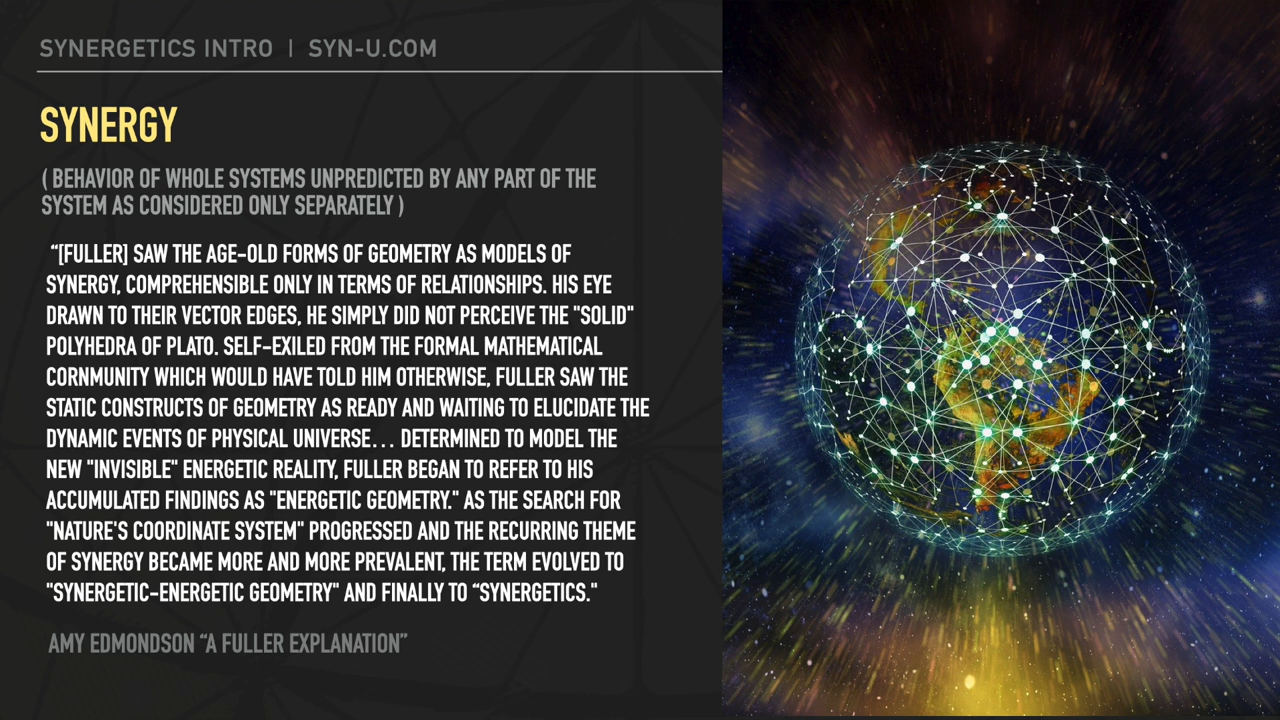 SYNERGETICS INTRO | SYN-U.COM
SYNERGY
( BEHAVIOR OF WHOLE SYSTEMS UNPREDICTED BY ANY PART OF THE
SYSTEM AS CONSIDERED ONLY SEPARATELY )
“[FULLER] SAW THE AGE-OLD FORMS OF GEOMETRY AS MODELS OF
SYNERGY, COMPREHENSIBLE ONLY IN TERMS OF RELATIONSHIPS. HIS EYE
DRAWN TO THEIR VECTOR EDGES, HE SIMPLY DID NOT PERCEIVE THE "SOLID"
POLYHEDRA OF PLATO. SELF-EXILED FROM THE FORMAL MATHEMATICAL
CORNMUNITY WHICH WOULD HAVE TOLD HIM OTHERWISE, FULLER SAW THE
STATIC CONSTRUCTS OF GEOMETRY AS READY AND WAITING TO ELUCIDATE THE
DYNAMIC EVENTS OF PHYSICAL UNIVERSE... DETERMINED TO MODEL THE
NEW "INVISIBLE" ENERGETIC REALITY, FULLER BEGAN TO REFER TO HIS
ACCUMULATED FINDINGS AS "ENERGETIC GEOMETRY." AS THE SEARCH FOR
"NATURE'S COORDINATE SYSTEM" PROGRESSED AND THE RECURRING THEME
OF SYNERGY BECAME MORE AND MORE PREVALENT, THE TERM EVOLVED TO
"SYNERGETIC-ENERGETIC GEOMETRY" AND FINALLY TO “SYNERGETICS."
AMY EDMONDSON “A FULLER EXPLANATION”